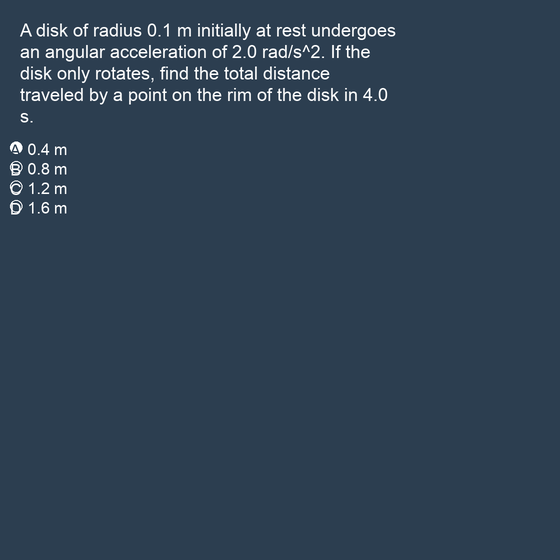 A disk of radius 0.1 m initially at rest undergoes
an angular acceleration of 2.0 rad/s^2. If the
disk only rotates, find the total distance
traveled by a point on the rim of the disk in 4.0
s.
A 0.4 m
B 0.8 m
C 1.2 m
D 1.6 m